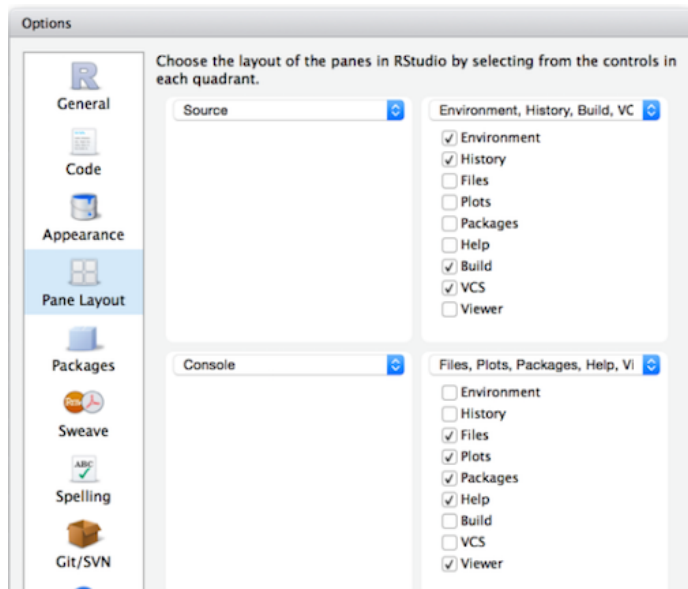 Options
Choose the layout of the panes in RStudio by selecting from the controls in
each quadrant.
R
General
Code
Appearance
Pane Layout
Packages
Sweave
ABC
Spelling
Git/SVN
Source
Environment, History, Build, VC
Environment
History
Files
Plots
Packages
Help
Build
VCS
Viewer
Console
Files, Plots, Packages, Help, Vi
Environment
History
Files
Plots
Packages
Help
Build
VCS
Viewer